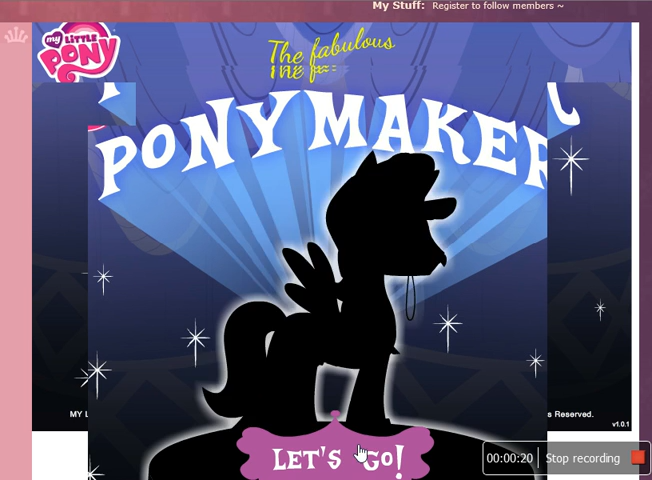 My Stuff: Register to follow members ~
my LITTLE
PONY
The fabulous
PONYMAKER
LET'S GO!
MY L
s Reserved.
v1.0.1
00:00:20 Stop recording